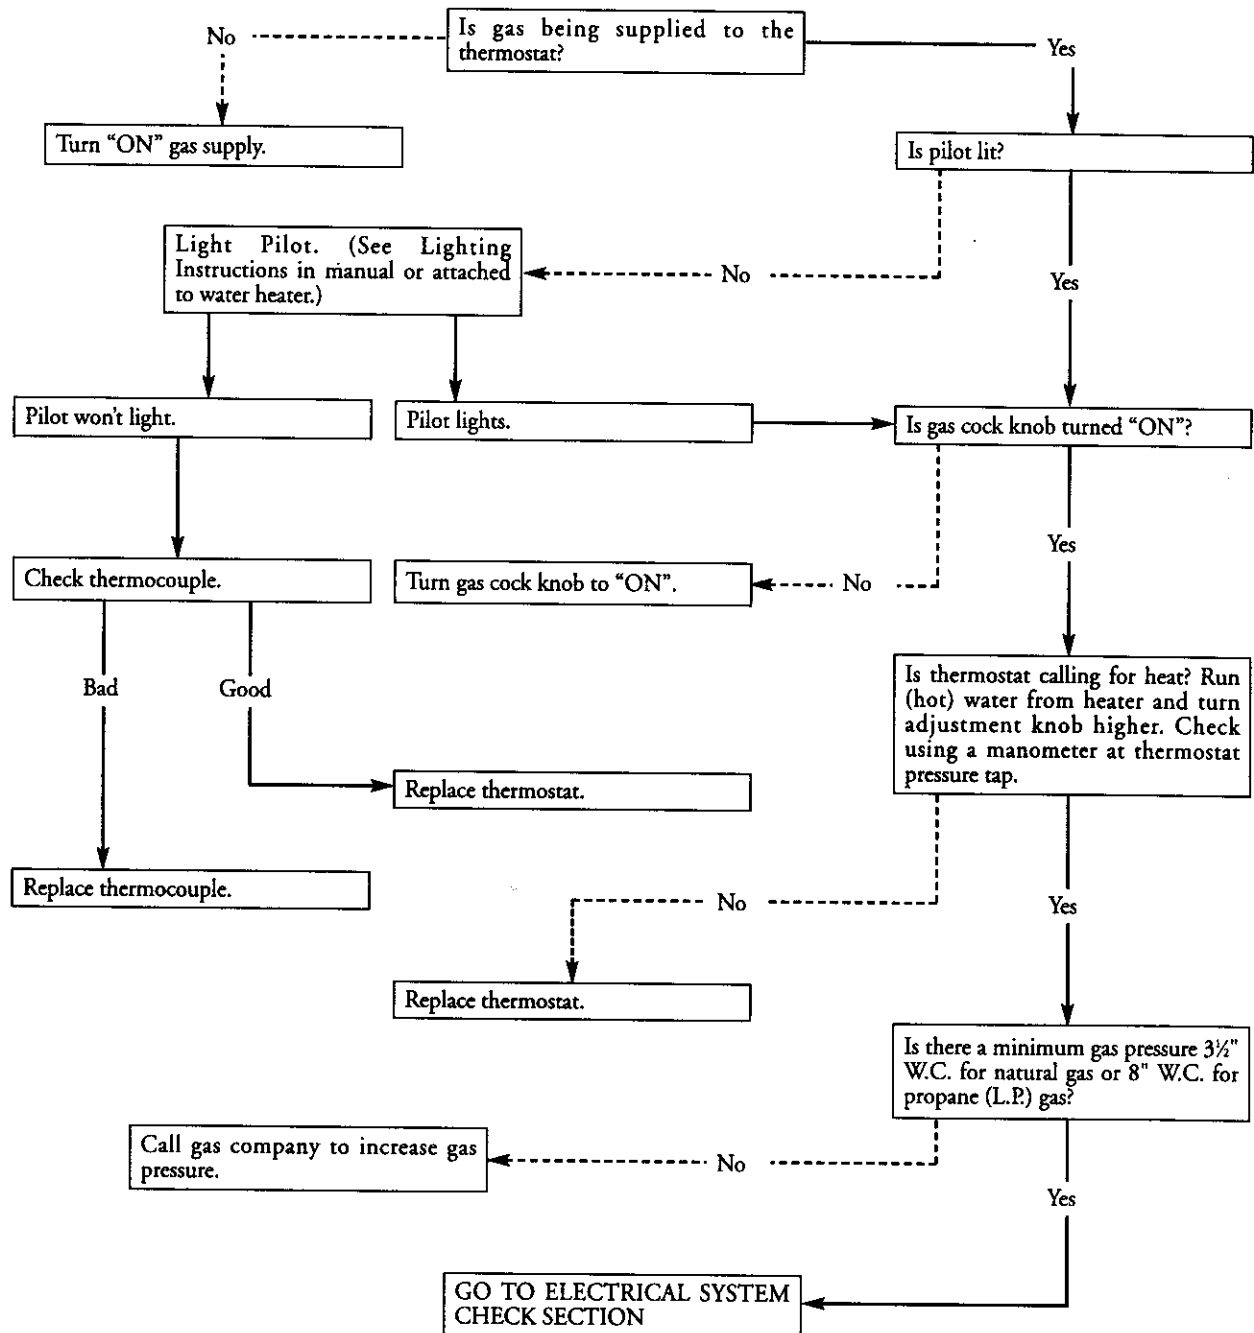 Is gas being supplied to the
thermostat?
No
Yes
Turn “ON” gas supply.
Is pilot lit?
Light Pilot. (See Lighting
Instructions in manual or attached
to water heater.)
No
Yes
Pilot won't light.
Pilot lights.
Is gas cock knob turned “ON”?
Yes
Check thermocouple.
Turn gas cock knob to “ON”.
No
Bad
Good
Is thermostat calling for heat? Run
(hot) water from heater and turn
adjustment knob higher. Check
using a manometer at thermostat
pressure tap.
Replace thermostat.
Replace thermocouple.
No
Yes
Replace thermostat.
Is there a minimum gas pressure 3½"
W.C. for natural gas or 8" W.C. for
propane (L.P.) gas?
Call gas company to increase gas
pressure.
No
Yes
GO TO ELECTRICAL SYSTEM
CHECK SECTION